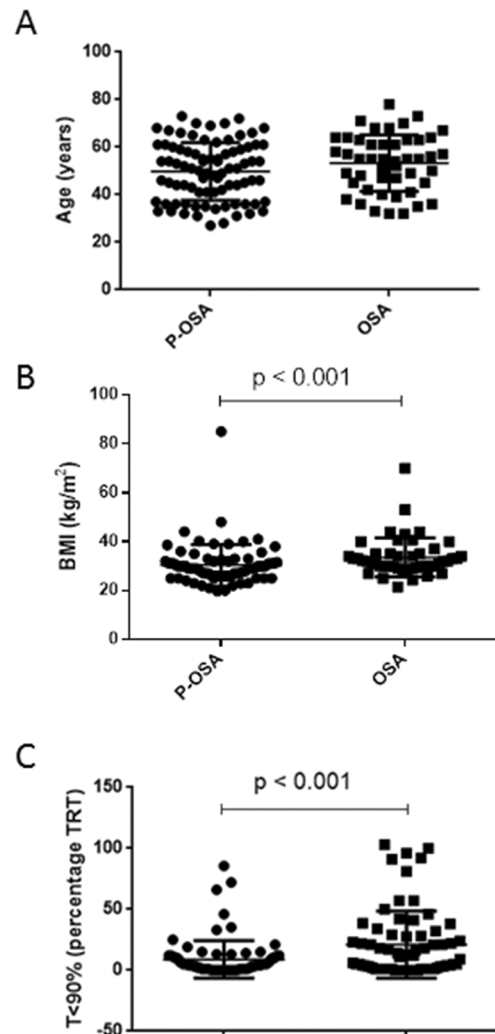 A
Age (years)
100
80
60
40
20
0
P-OSA
OSA
B
p < 0.001
BMI (kg/m²)
100
80
60
40
20
0
P-OSA
OSA
C
p < 0.001
T<90% (percentage TRT)
150
100
50
0
-50